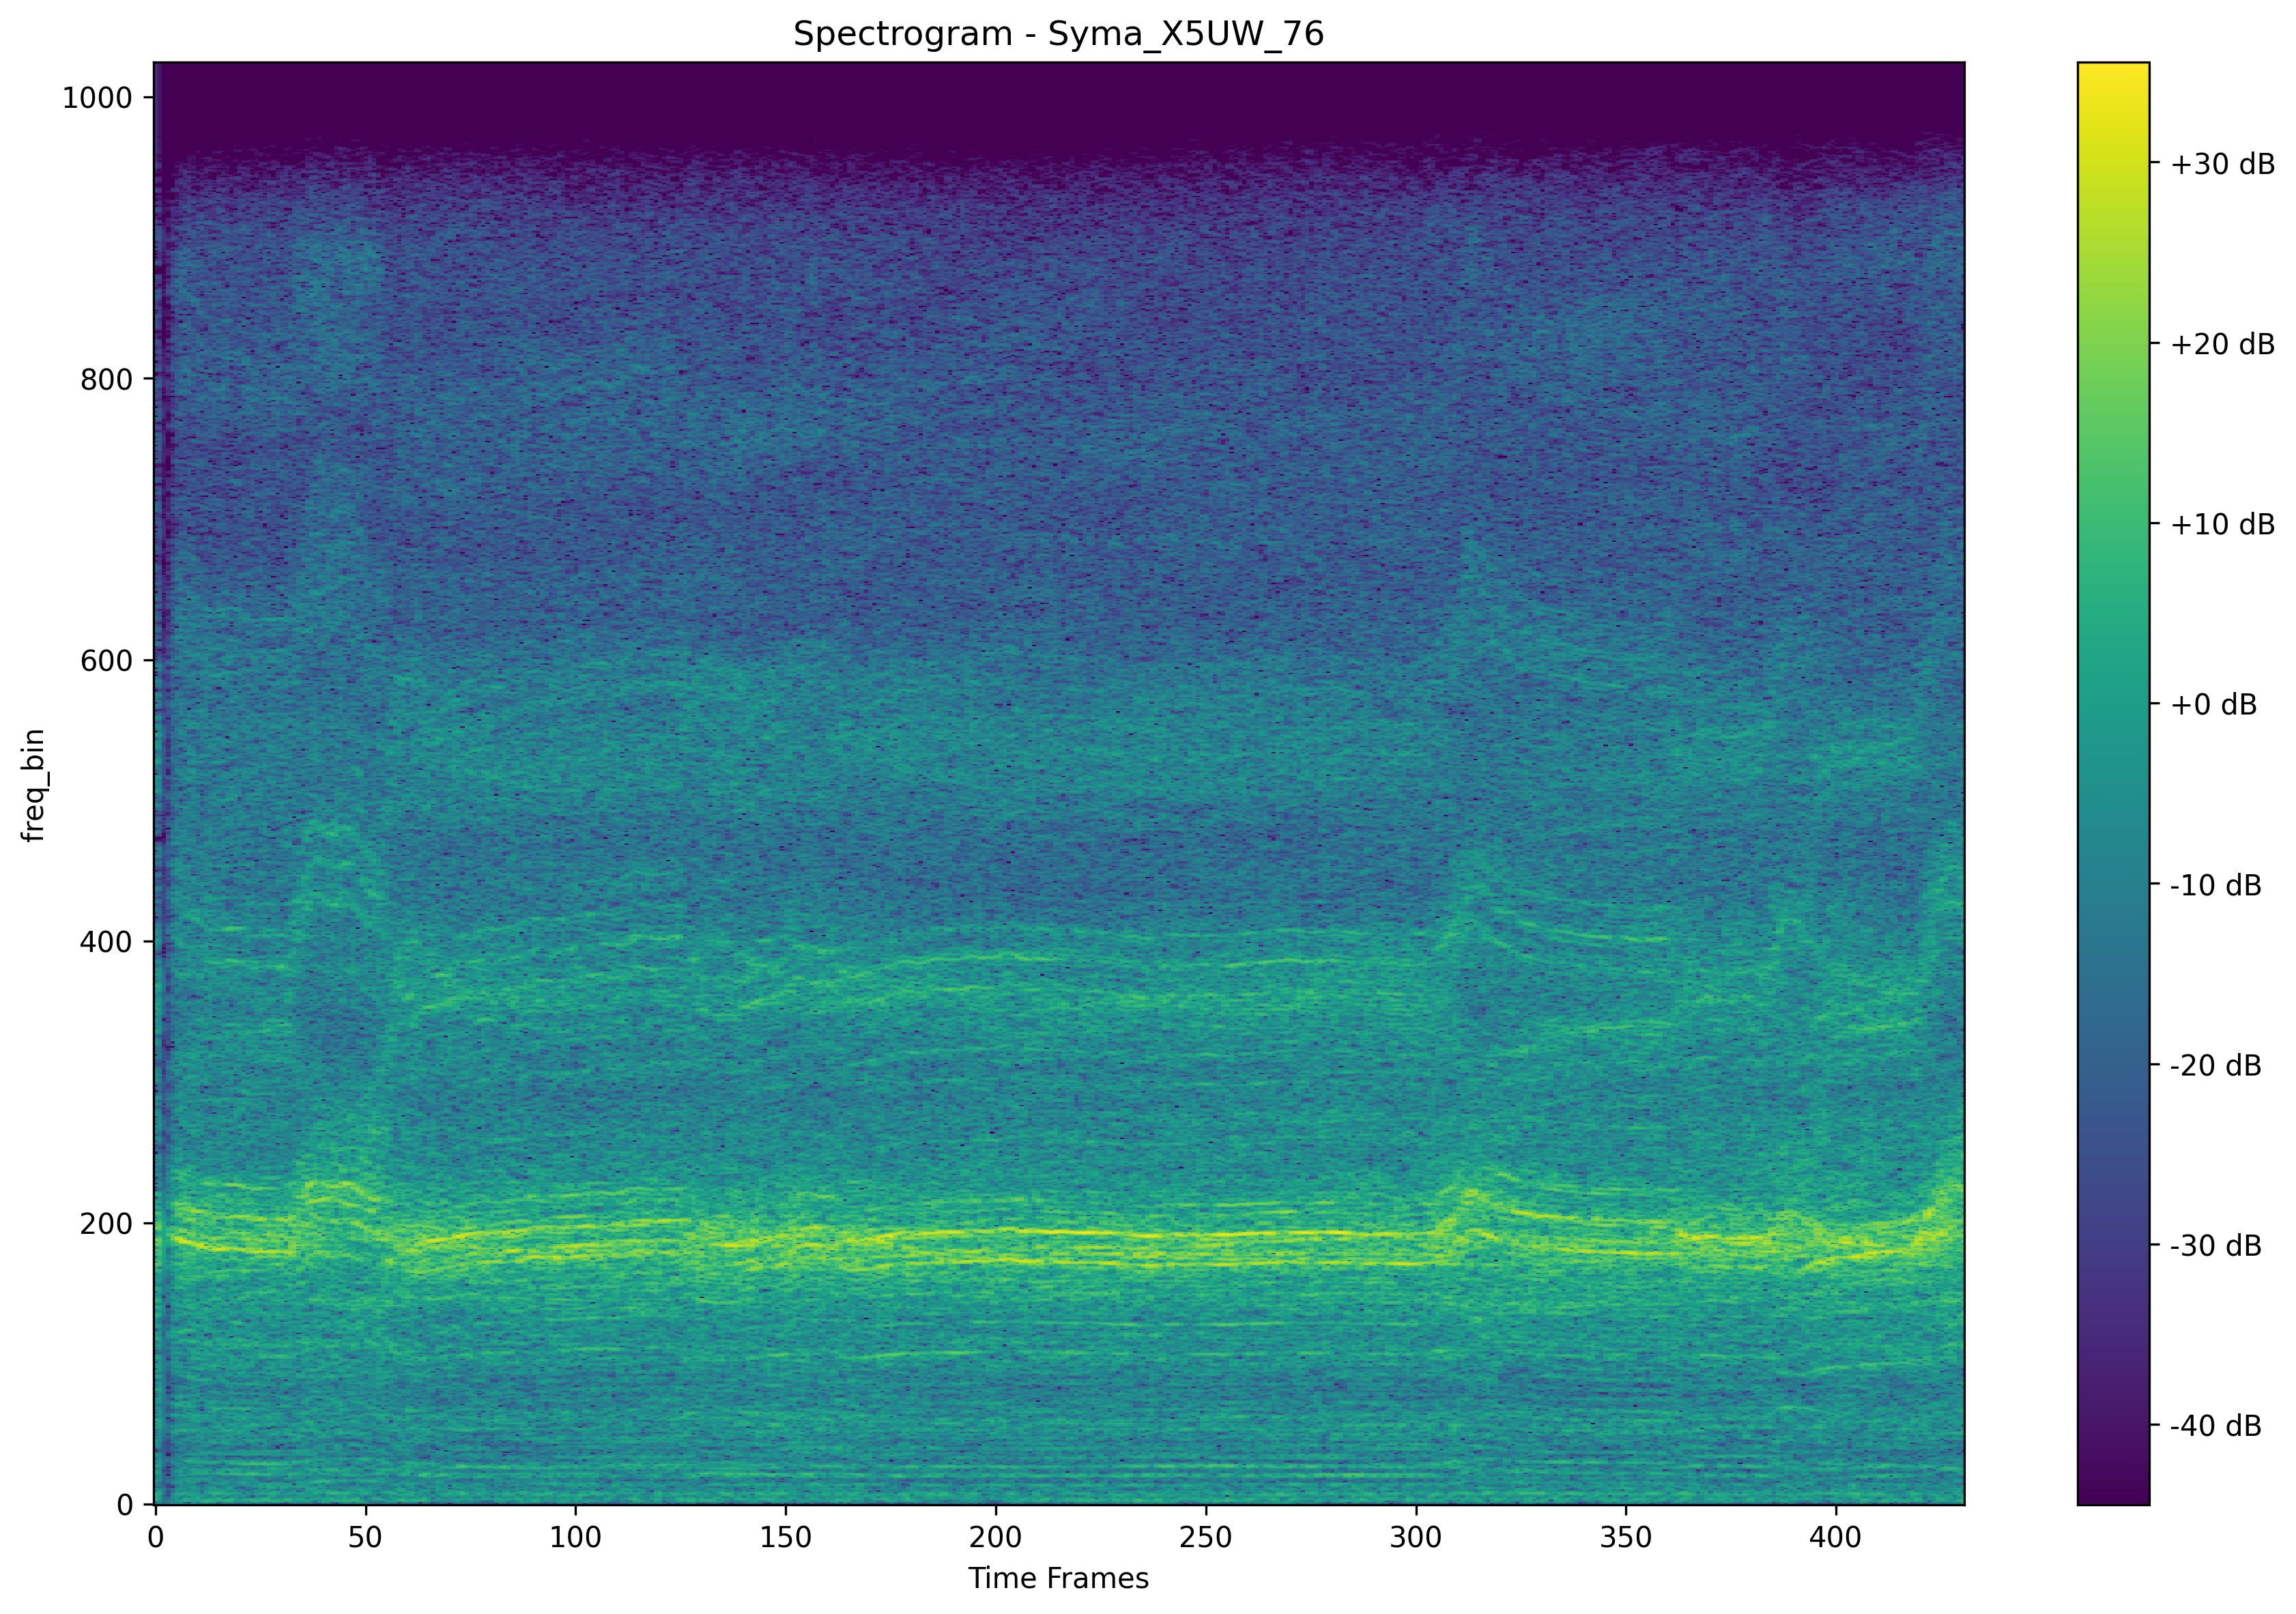 Spectrogram - Syma_X5UW_76
1000
800
600
400
200
0
freq_bin
0 50 100 150 200 250 300 350 400
Time Frames
+30 dB
+20 dB
+10 dB
+0 dB
-10 dB
-20 dB
-30 dB
-40 dB